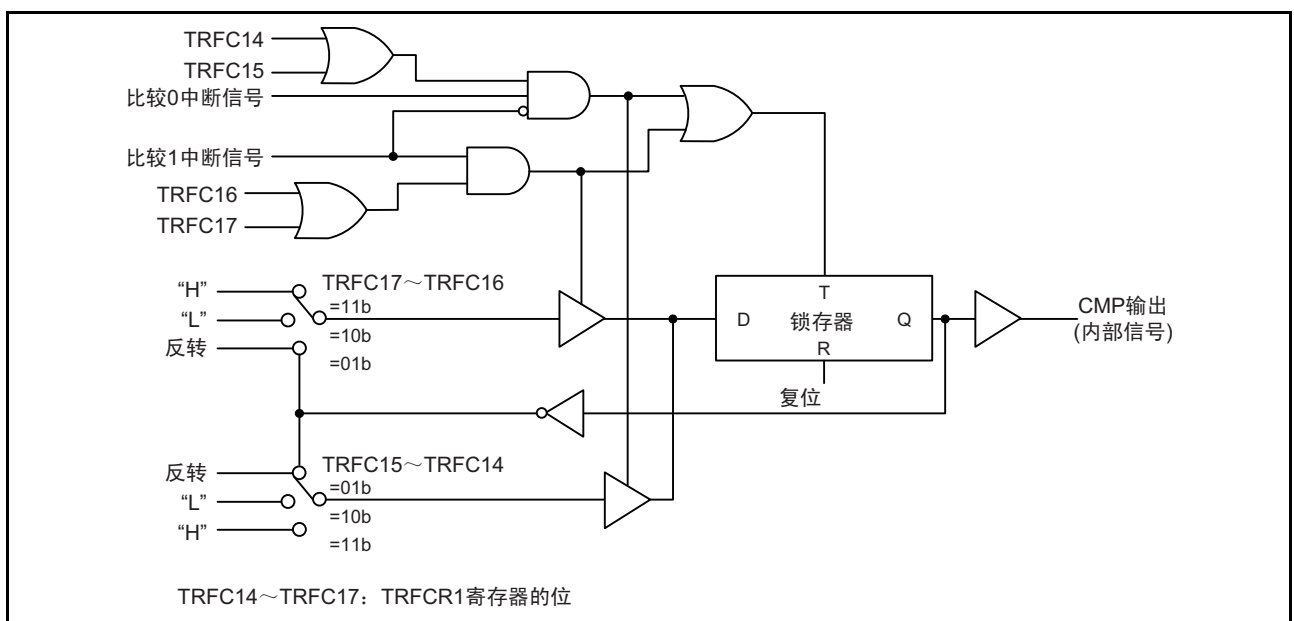 TRFC14
TRFC15
比较0中断信号
比较1中断信号
TRFC16
TRFC17
TRFC17～TRFC16
“H”
=11b
“L”
=10b
反转
=01b
T
D
锁存器
Q
R
复位
CMP输出
(内部信号)
TRFC15～TRFC14
反转
=01b
“L”
=10b
“H”
=11b
TRFC14～TRFC17：TRFCR1寄存器的位